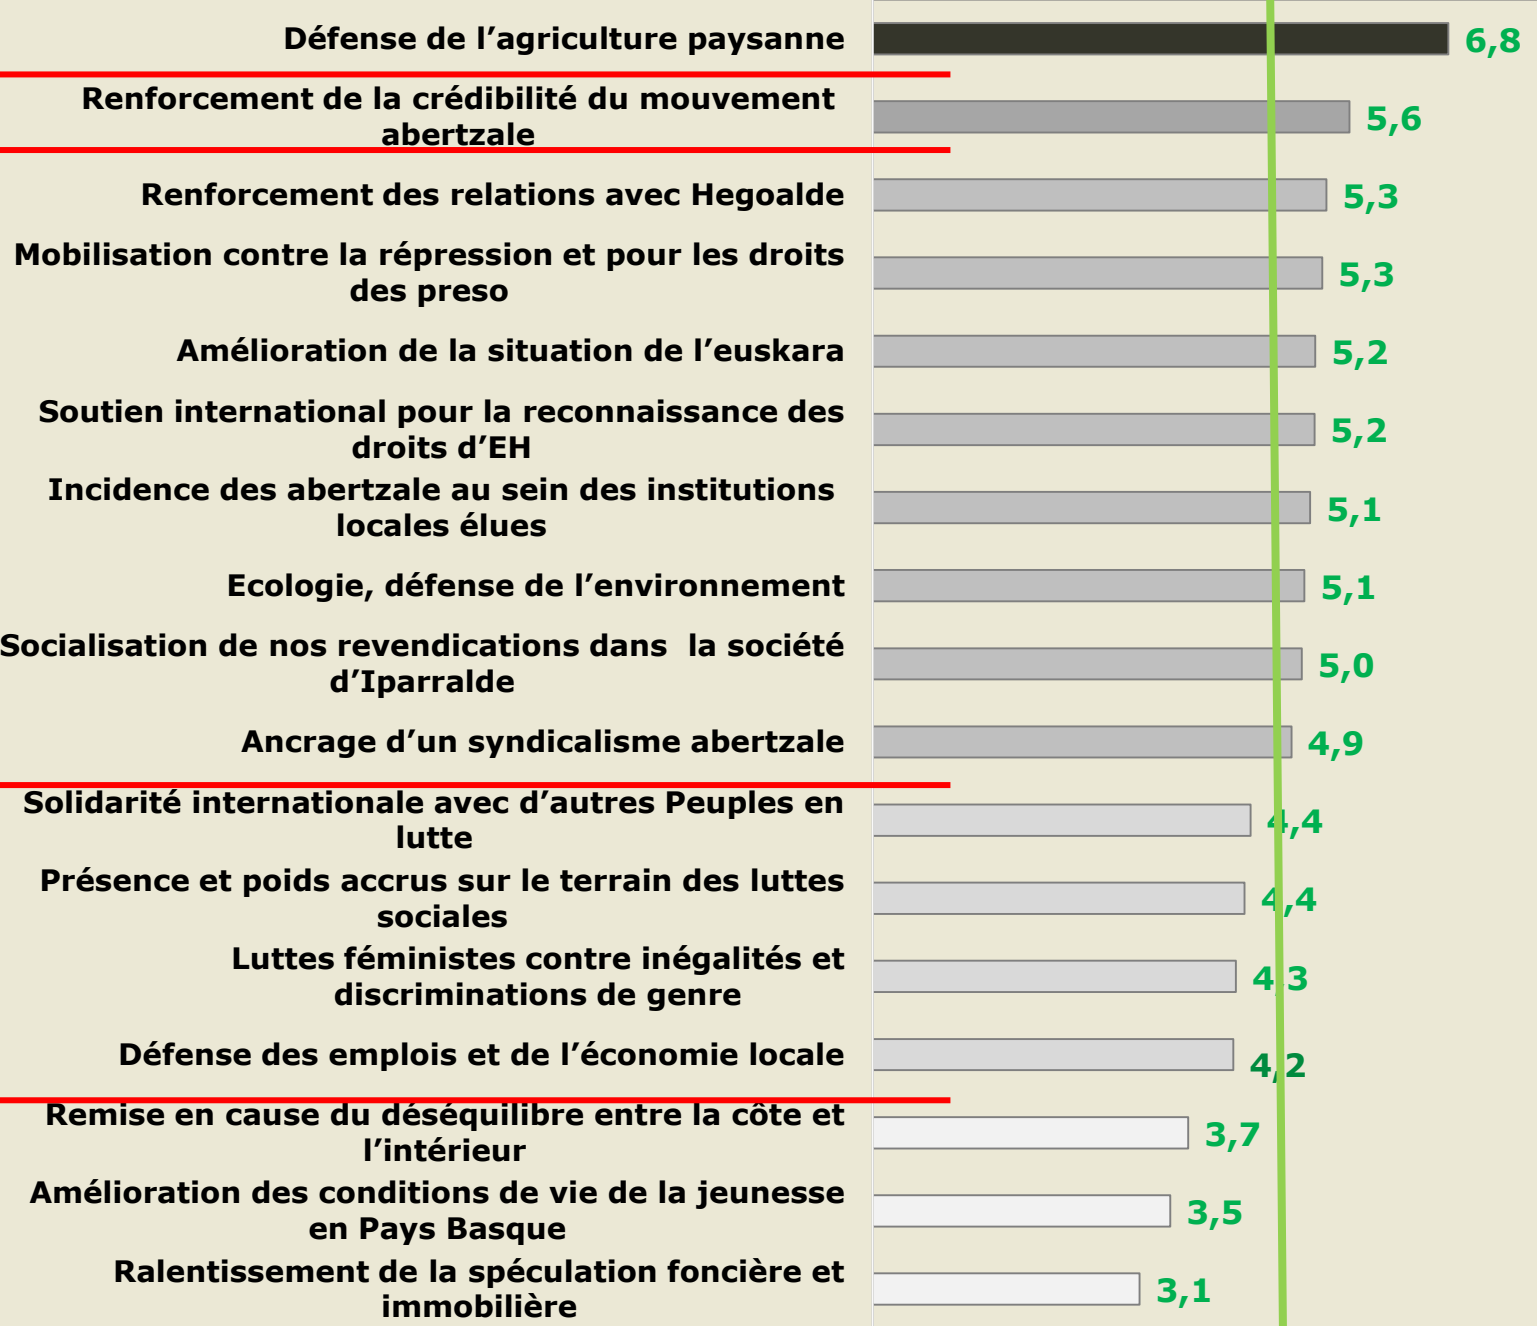 Défense de l’agriculture paysanne
6,8
Renforcement de la crédibilité du mouvement
abertzale
5,6
Renforcement des relations avec Hegoalde
5,3
Mobilisation contre la répression et pour les droits
des preso
5,3
Amélioration de la situation de l’euskara
5,2
Soutien international pour la reconnaissance des
droits d’EH
5,2
Incidence des abertzale au sein des institutions
locales élues
5,1
Ecologie, défense de l’environnement
5,1
Socialisation de nos revendications dans  la société
d’Iparralde
5,0
Ancrage d’un syndicalisme abertzale
4,9
Solidarité internationale avec d’autres Peuples en
lutte
4,4
Présence et poids accrus sur le terrain des luttes
sociales
4,4
Luttes féministes contre inégalités et
discriminations de genre
4,3
Défense des emplois et de l’économie locale
4,2
Remise en cause du déséquilibre entre la côte et
l’intérieur
3,7
Amélioration des conditions de vie de la jeunesse
en Pays Basque
3,5
Ralentissement de la spéculation foncière et
immobilière
3,1